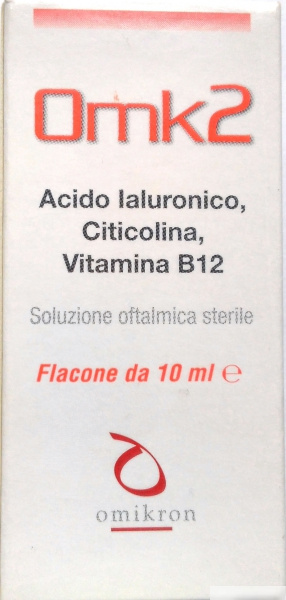 Omk2
Acido Ialuronico,
Citicolina,
Vitamina B12
Soluzione oftalmica sterile
Flacone da 10 ml ℮
omikron